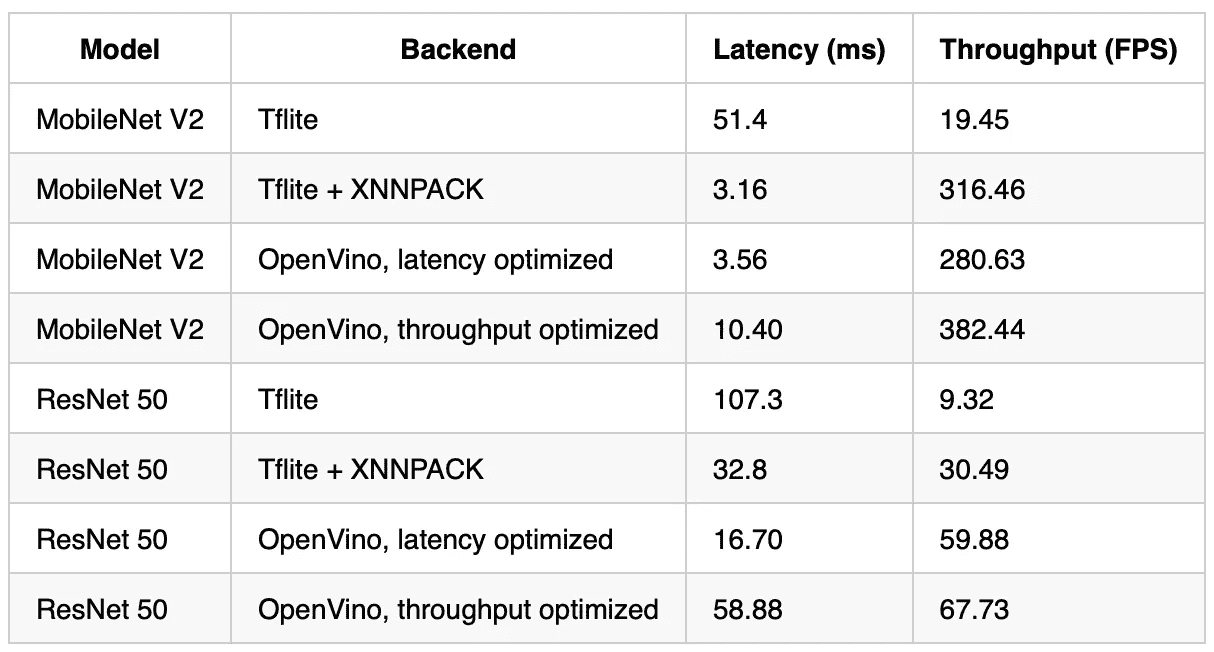 Model Backend Latency (ms) Throughput (FPS)
MobileNet V2 Tflite 51.4 19.45
MobileNet V2 Tflite + XNNPACK 3.16 316.46
MobileNet V2 OpenVino, latency optimized 3.56 280.63
MobileNet V2 OpenVino, throughput optimized 10.40 382.44
ResNet 50 Tflite 107.3 9.32
ResNet 50 Tflite + XNNPACK 32.8 30.49
ResNet 50 OpenVino, latency optimized 16.70 59.88
ResNet 50 OpenVino, throughput optimized 58.88 67.73